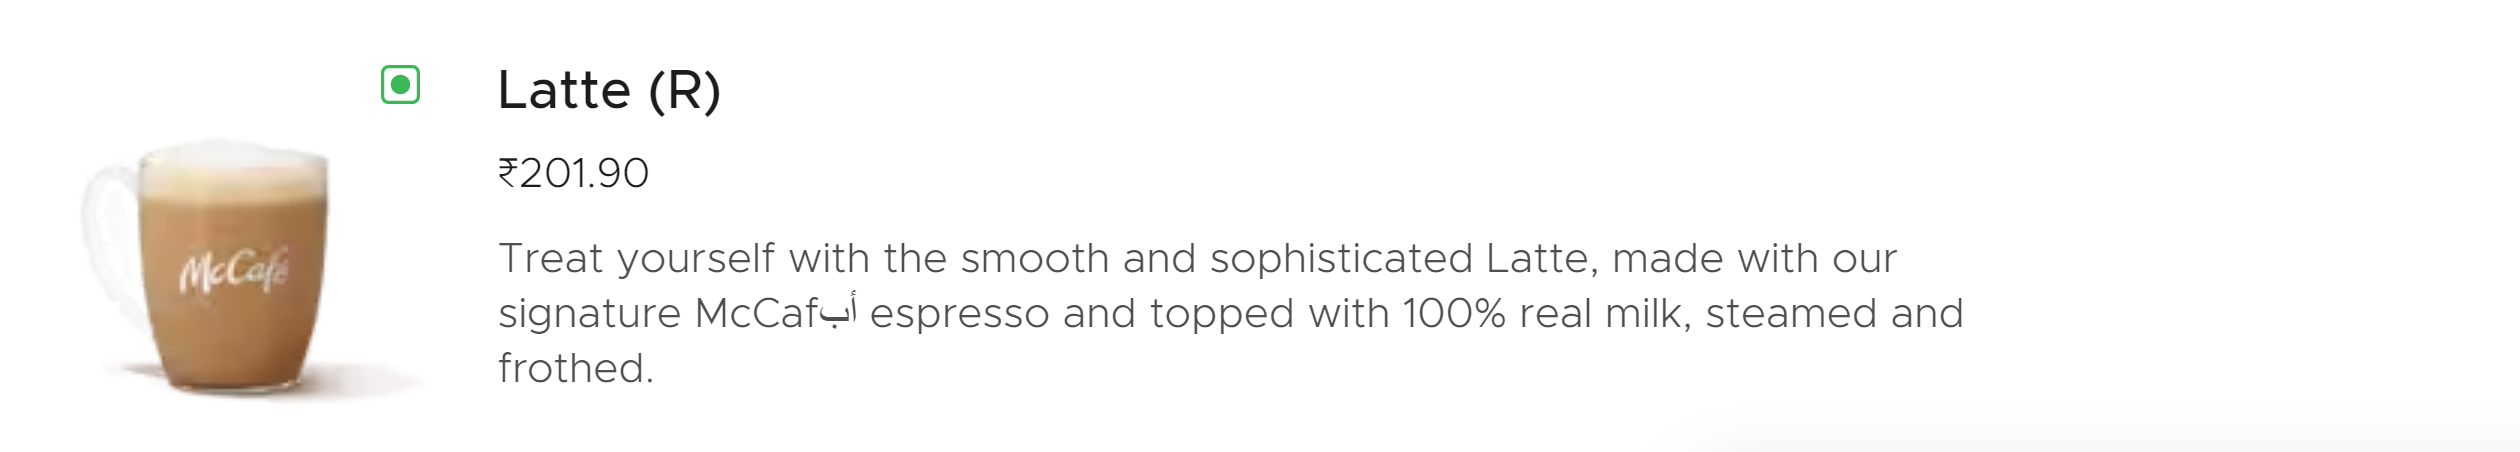 McCafé
Latte (R)
₹201.90
Treat yourself with the smooth and sophisticated Latte, made with our
signature McCafأب espresso and topped with 100% real milk, steamed and
frothed.